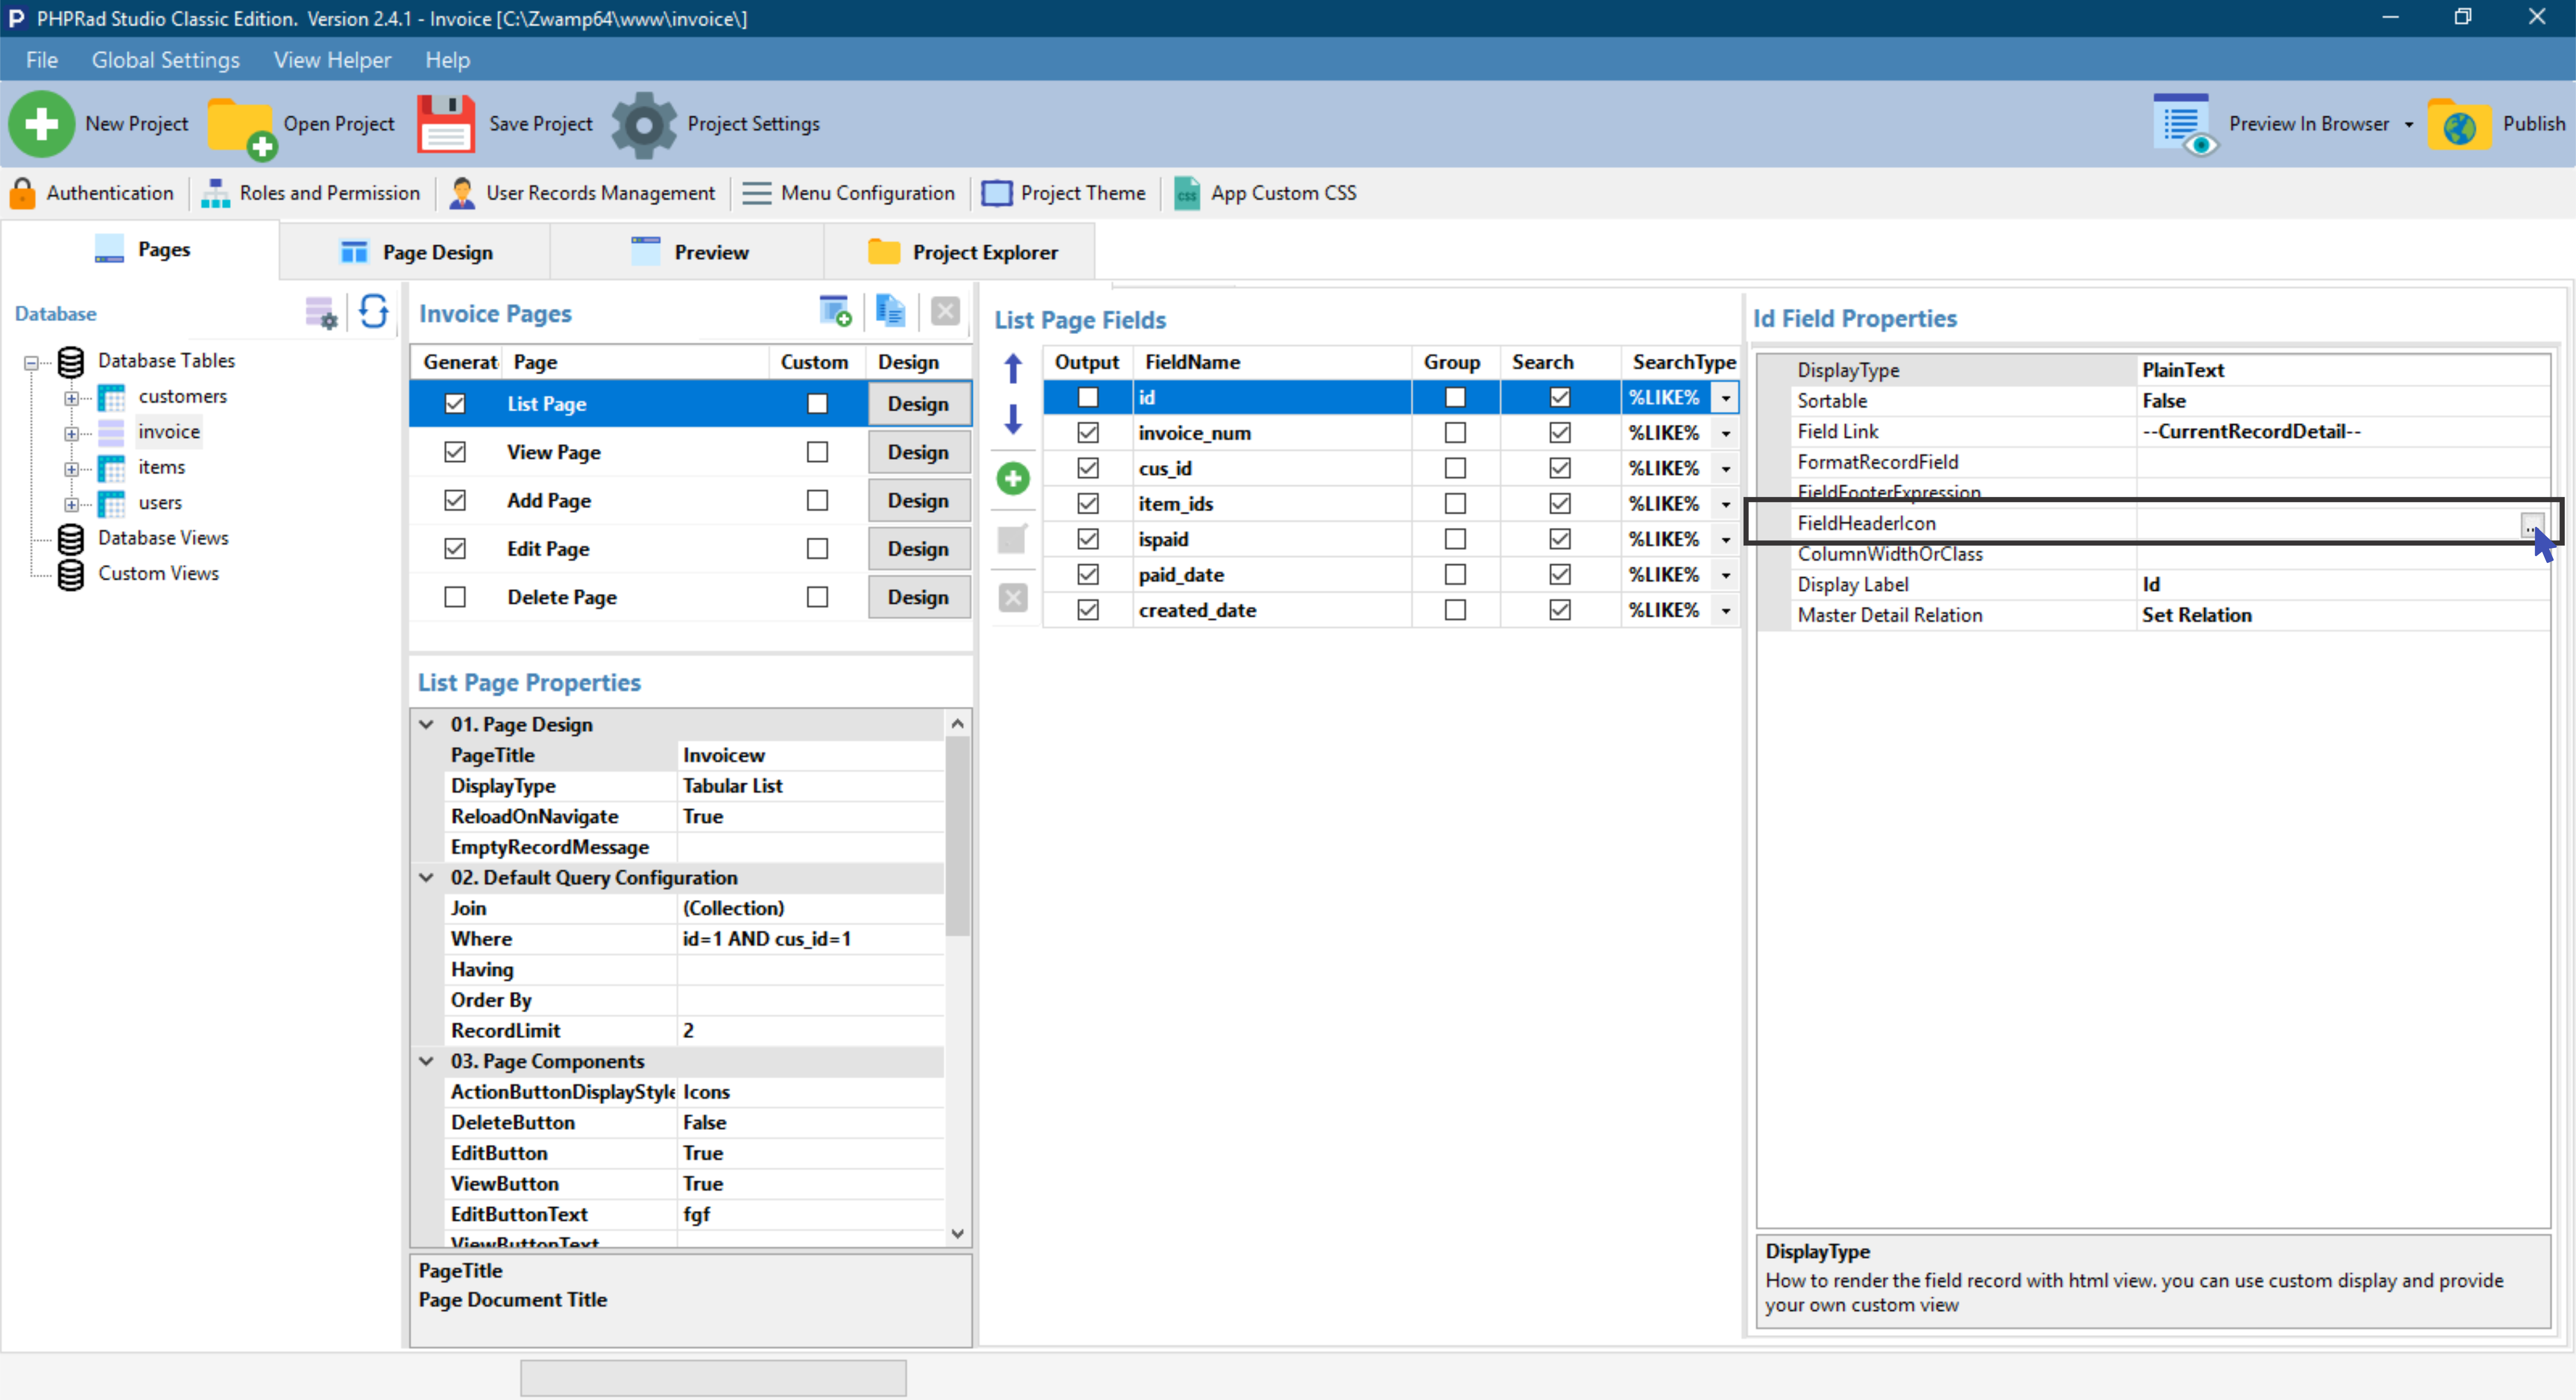 PHPRad Studio Classic Edition. Version 2.4.1 - Invoice [C:\Zwamp64\www\invoice\]
File Global Settings View Helper Help
New Project Open Project Save Project Project Settings Preview In Browser Publish
Authentication Roles and Permission User Records Management Menu Configuration Project Theme App Custom CSS
Pages Page Design Preview Project Explorer
Database
Database Tables
customers
invoice
items
users
Database Views
Custom Views
Invoice Pages
Generat Page Custom Design
List Page Design
View Page Design
Add Page Design
Edit Page Design
Delete Page Design
List Page Properties
01. Page Design
PageTitle Invoicew
DisplayType Tabular List
ReloadOnNavigate True
EmptyRecordMessage
02. Default Query Configuration
Join (Collection)
Where id=1 AND cus_id=1
Having
Order By
RecordLimit 2
03. Page Components
ActionButtonDisplayStyle Icons
DeleteButton False
EditButton True
ViewButton True
EditButtonText fgf
ViewButtonText
PageTitle
Page Document Title
List Page Fields
Output FieldName Group Search SearchType
id %LIKE%
invoice_num %LIKE%
cus_id %LIKE%
item_ids %LIKE%
ispaid %LIKE%
paid_date %LIKE%
created_date %LIKE%
Id Field Properties
DisplayType PlainText
Sortable False
Field Link --CurrentRecordDetail--
FormatRecordField
FieldFooterExpression
FieldHeaderIcon ...
ColumnWidthOrClass
Display Label Id
Master Detail Relation Set Relation
DisplayType
How to render the field record with html view. you can use custom display and provide
your own custom view